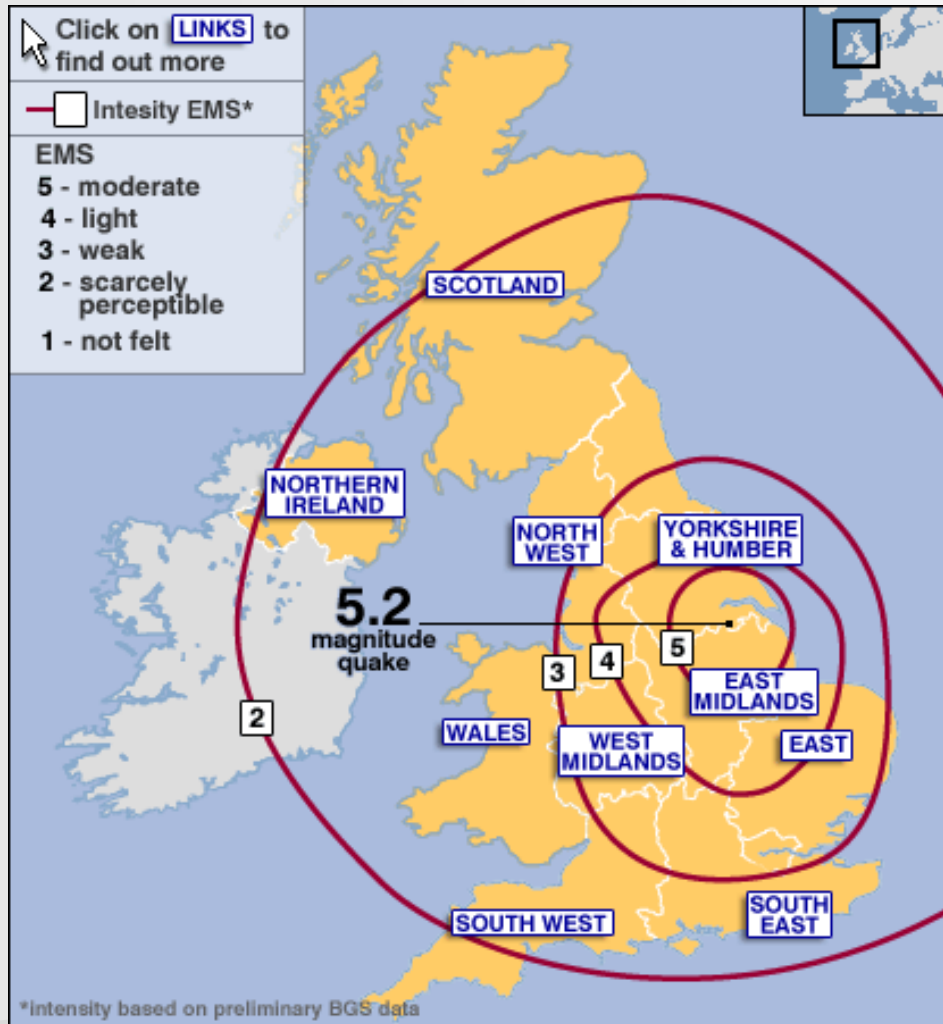 Click on LINKS to
find out more
Intesity EMS*
EMS
5 - moderate
4 - light
3 - weak
2 - scarcely
perceptible
1 - not felt
SCOTLAND
NORTHERN
IRELAND
NORTH
WEST
YORKSHIRE
& HUMBER
5.2
magnitude
quake
5
4
3
2
EAST
MIDLANDS
WALES
WEST
MIDLANDS
EAST
SOUTH WEST
SOUTH
EAST
*intensity based on preliminary BGS data